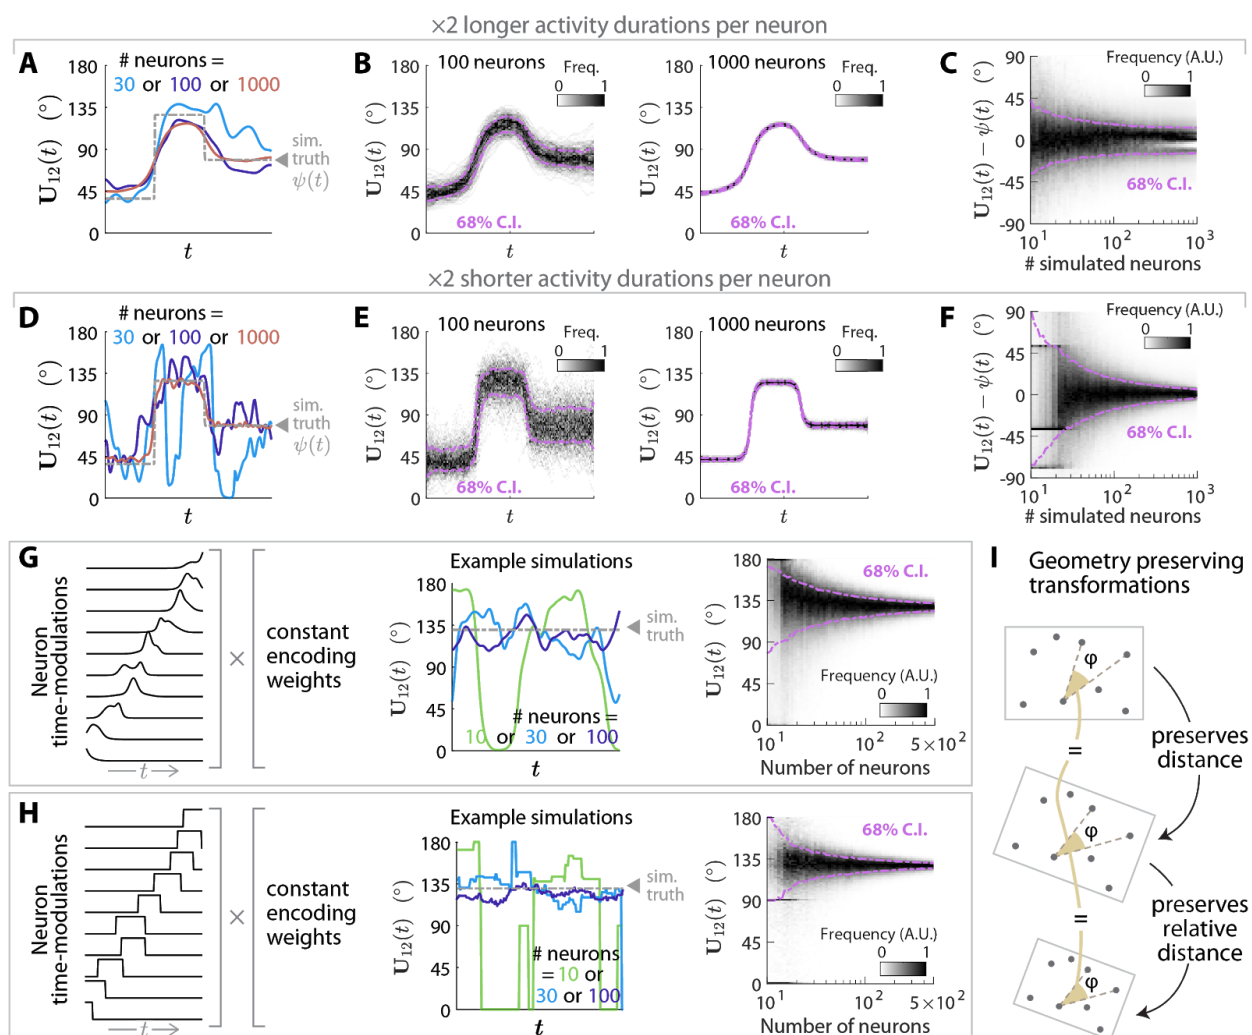 ×2 longer activity durations per neuron
A
# neurons =
30 or 100 or 1000
180
135
90
45
0
U12(t) (°)
t
sim.
truth
ψ(t)
B
100 neurons
Freq.
0 1
180
135
90
45
0
U12(t) (°)
68% C.I.
t
1000 neurons
Freq.
0 1
180
135
90
45
0
U12(t) (°)
68% C.I.
t
C
Frequency (A.U.)
0 1
90
45
0
-45
-90
U12(t) − ψ(t) (°)
68% C.I.
10^1 10^2 10^3
# simulated neurons
×2 shorter activity durations per neuron
D
# neurons =
30 or 100 or 1000
180
135
90
45
0
U12(t) (°)
t
sim.
truth
ψ(t)
E
100 neurons
Freq.
0 1
180
135
90
45
0
U12(t) (°)
68% C.I.
t
1000 neurons
Freq.
0 1
180
135
90
45
0
U12(t) (°)
68% C.I.
t
F
Frequency (A.U.)
0 1
90
45
0
-45
-90
U12(t) − ψ(t) (°)
68% C.I.
10^1 10^2 10^3
# simulated neurons
G
Neuron
time-modulations
t
×
constant
encoding
weights
Example simulations
180
135
90
45
0
U12(t) (°)
sim.
truth
# neurons =
10 or 30 or 100
t
180
135
90
45
0
U12(t) (°)
68% C.I.
Frequency (A.U.)
0 1
10^1 10^2 5×10^2
Number of neurons
H
Neuron
time-modulations
t
×
constant
encoding
weights
Example simulations
180
135
90
45
0
U12(t) (°)
sim.
truth
# neurons
= 10 or
30 or 100
t
180
135
90
45
0
U12(t) (°)
68% C.I.
Frequency (A.U.)
0 1
10^1 10^2 5×10^2
Number of neurons
I
Geometry preserving
transformations
φ
=
preserves
distance
φ
=
preserves
relative
distance
φ